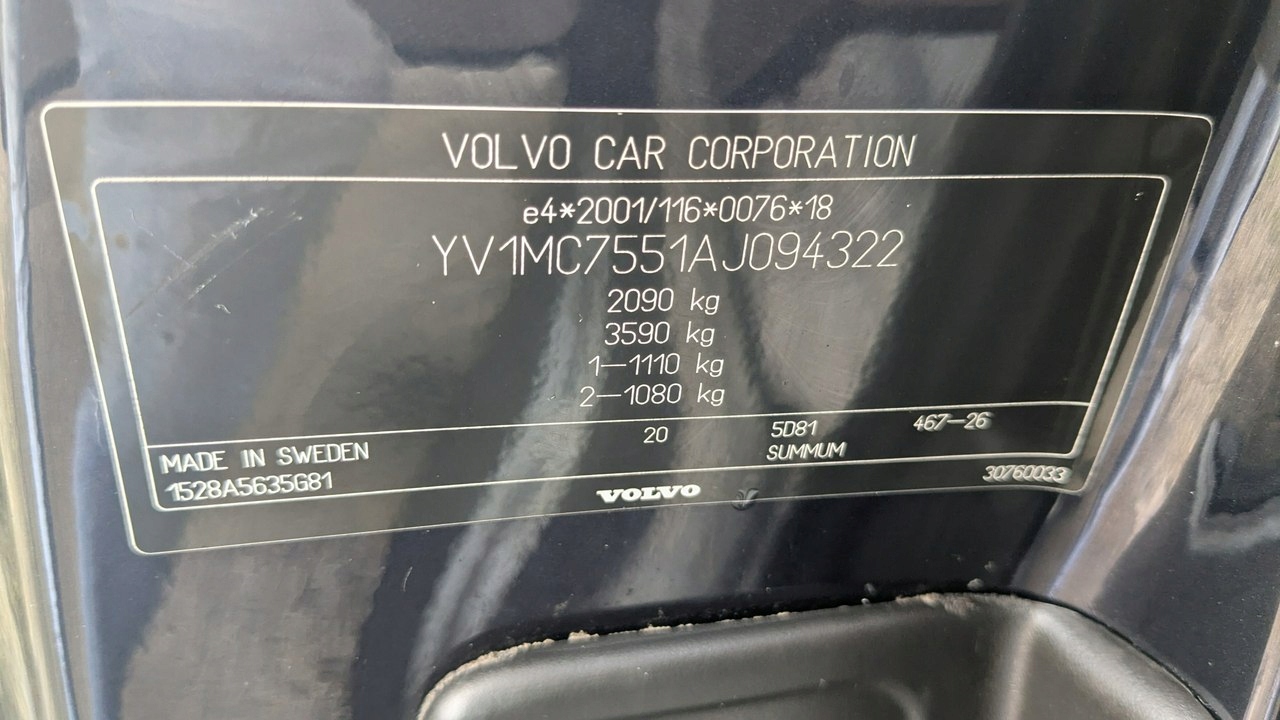 VOLVO CAR CORPORATION
e4*2001/116*0076*18
YV1MC7551AJ094322
2090 kg
3590 kg
1—1110 kg
2—1080 kg
20 5D81 467—26
MADE IN SWEDEN SUMMUM
1528A5635G81 30760033
VOLVO